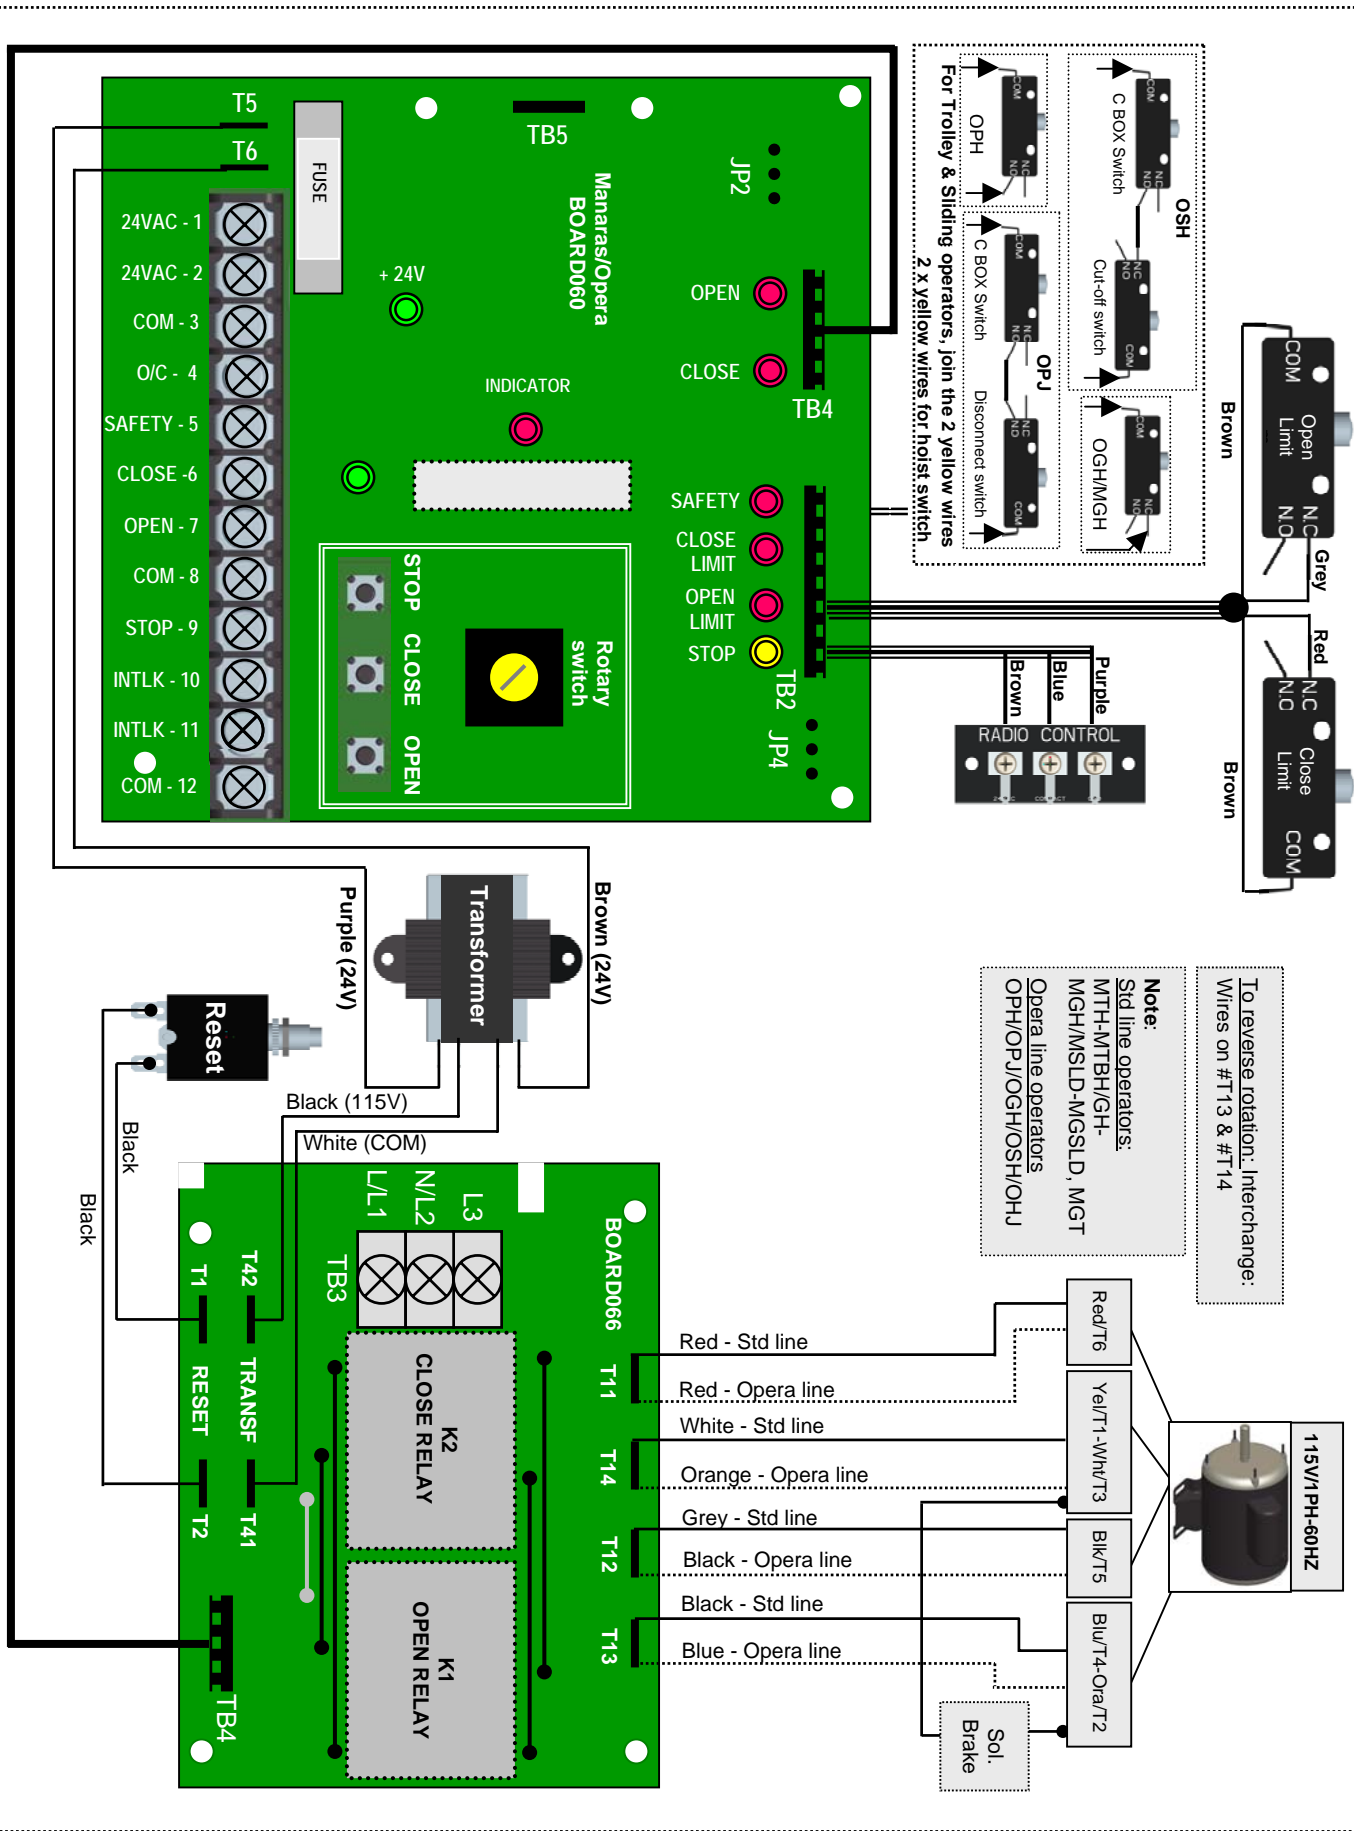 T5
T6
FUSE
TB5
Manaras/Opera
BOARD060
JP2
24VAC - 1
24VAC - 2
COM - 3
O/C - 4
SAFETY - 5
CLOSE -6
OPEN - 7
COM - 8
STOP - 9
INTLK - 10
INTLK - 11
COM - 12
+ 24V
INDICATOR
OPEN
CLOSE
TB4
SAFETY
CLOSE
LIMIT
OPEN
LIMIT
STOP
TB2
JP4
STOP
CLOSE
OPEN
Rotary
switch
COM
N.C
N.O
C BOX Switch
OSH
N.C
N.O
COM
Cut-off switch
COM
N.C
N.O
OPH
COM
N.C
N.O
C BOX Switch
OPJ
N.C
N.O
COM
Disconnect switch
COM
N.C
N.O
OGH/MGH
For Trolley & Sliding operators, join the 2 yellow wires
2 x yellow wires for hoist switch
Brown
COM
Open
Limit
N.C
N.O
Grey
Red
N.C
N.O
Close
Limit
COM
Brown
Purple
Blue
Brown
RADIO CONTROL
Transformer
Brown (24V)
Purple (24V)
Reset
Black (115V)
White (COM)
Black
Black
To reverse rotation: Interchange:
Wires on #T13 & #T14
Note:
Std line operators:
MTH-MTBH/GH-
MGH/MSLD-MGSLD, MGT
Opera line operators
OPH/OPJ/OGH/OSH/OHJ
L/L1
N/L2
L3
TB3
BOARD066
T1
RESET
T2
T42
TRANSF
T41
K2
CLOSE RELAY
K1
OPEN RELAY
TB4
T11
T14
T12
T13
Red - Std line
Red - Opera line
White - Std line
Orange - Opera line
Grey - Std line
Black - Opera line
Black - Std line
Blue - Opera line
Red/T6
Yel/T1-Wht/T3
Blk/T5
Blu/T4-Ora/T2
Sol.
Brake
115V/1PH-60HZ